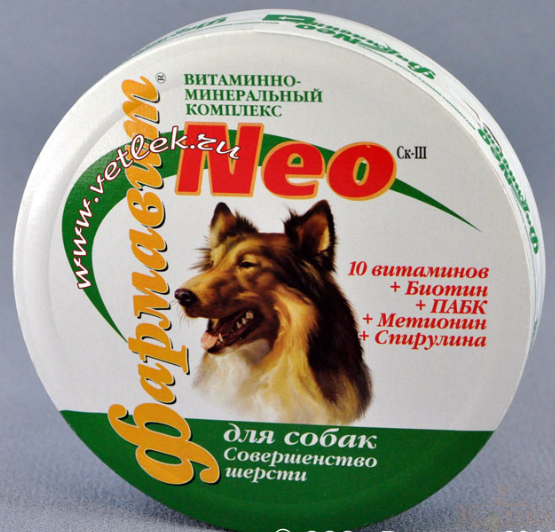 ВИТАМИННО-
МИНЕРАЛЬНЫЙ
КОМПЛЕКС
Фармавит®
Neo
Ск-III
www.vetlek.ru
10 витаминов
+ Биотин
+ ПАБК
+ Метионин
+ Спирулина
для собак
Совершенство
шерсти